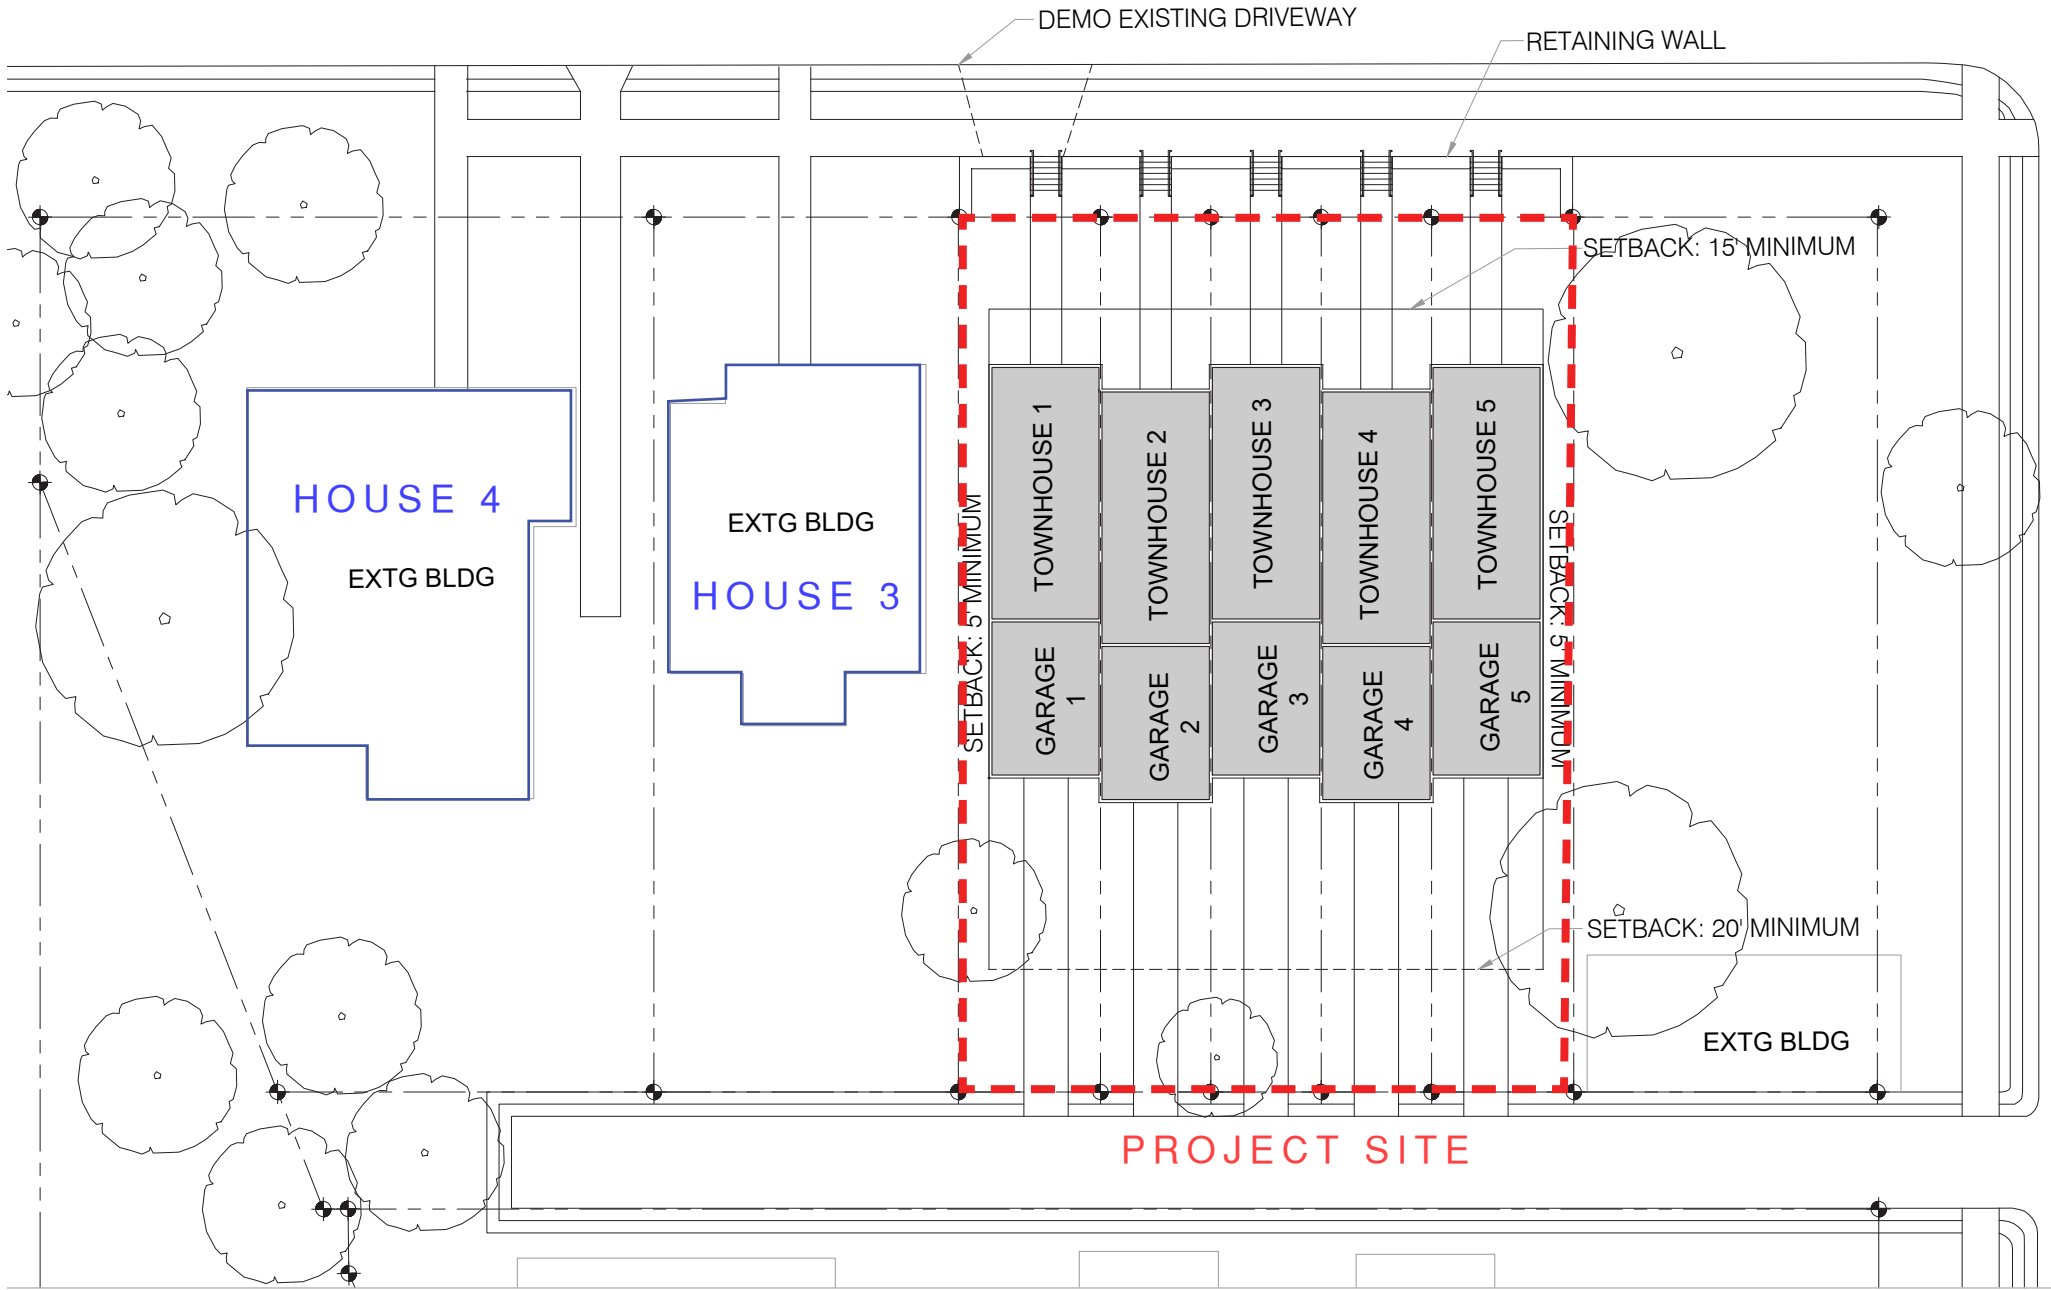 DEMO EXISTING DRIVEWAY
RETAINING WALL
SETBACK: 15' MINIMUM
HOUSE 4
EXTG BLDG
EXTG BLDG
HOUSE 3
SETBACK: 5' MINIMUM
TOWNHOUSE 1
TOWNHOUSE 2
TOWNHOUSE 3
TOWNHOUSE 4
TOWNHOUSE 5
SETBACK: 5' MINIMUM
GARAGE
1
GARAGE
2
GARAGE
3
GARAGE
4
GARAGE
5
SETBACK: 20' MINIMUM
EXTG BLDG
PROJECT SITE